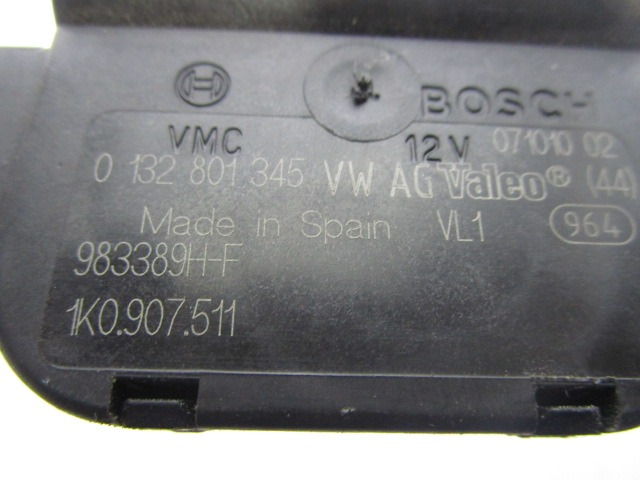 BOSCH
VMC 12V 071010 02
0 132 801 345 VW AG Valeo® (44)
Made in Spain VL1 964
983389H-F
1K0.907.511